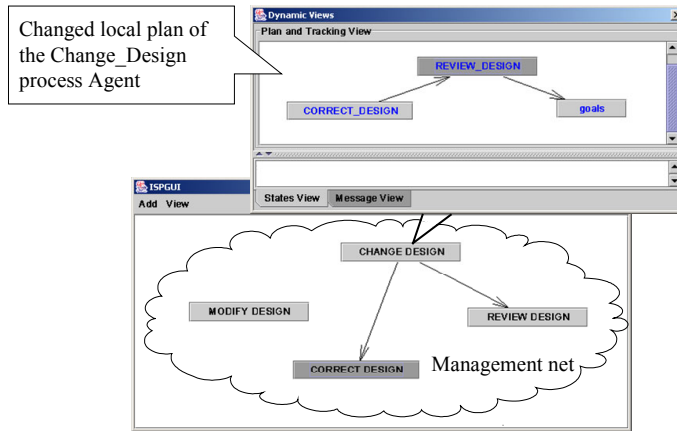 Changed local plan of
the Change_Design
process Agent
Dynamic Views
Plan and Tracking View
REVIEW_DESIGN
CORRECT_DESIGN
goals
States View Message View
ISPGUI
Add View
CHANGE DESIGN
MODIFY DESIGN
REVIEW DESIGN
CORRECT DESIGN
Management net